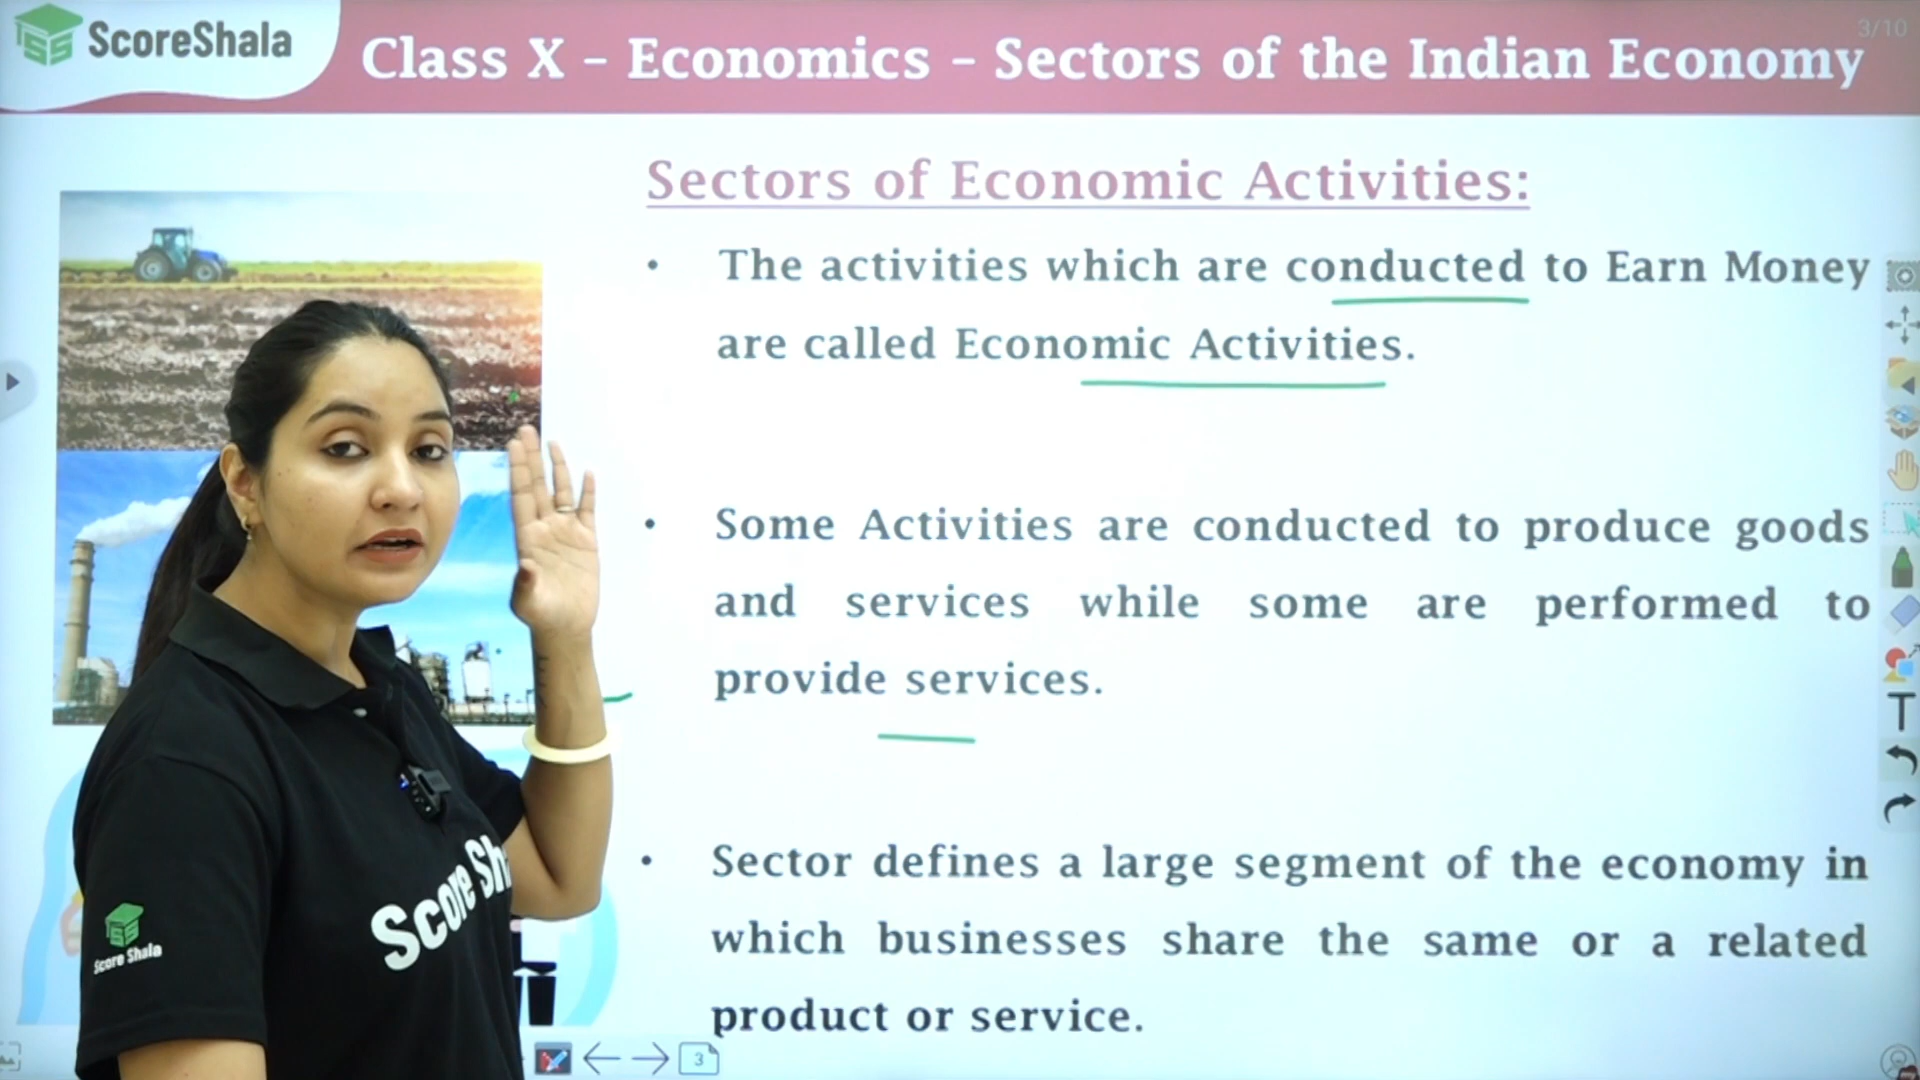 ScoreShala
Class X - Economics - Sectors of the Indian Economy
3/10
Sectors of Economic Activities:
• The activities which are conducted to Earn Money
are called Economic Activities.
• Some Activities are conducted to produce goods
and services while some are performed to
provide services.
• Sector defines a large segment of the economy in
which businesses share the same or a related
product or service.
Score Sh
Score Shala
T
3